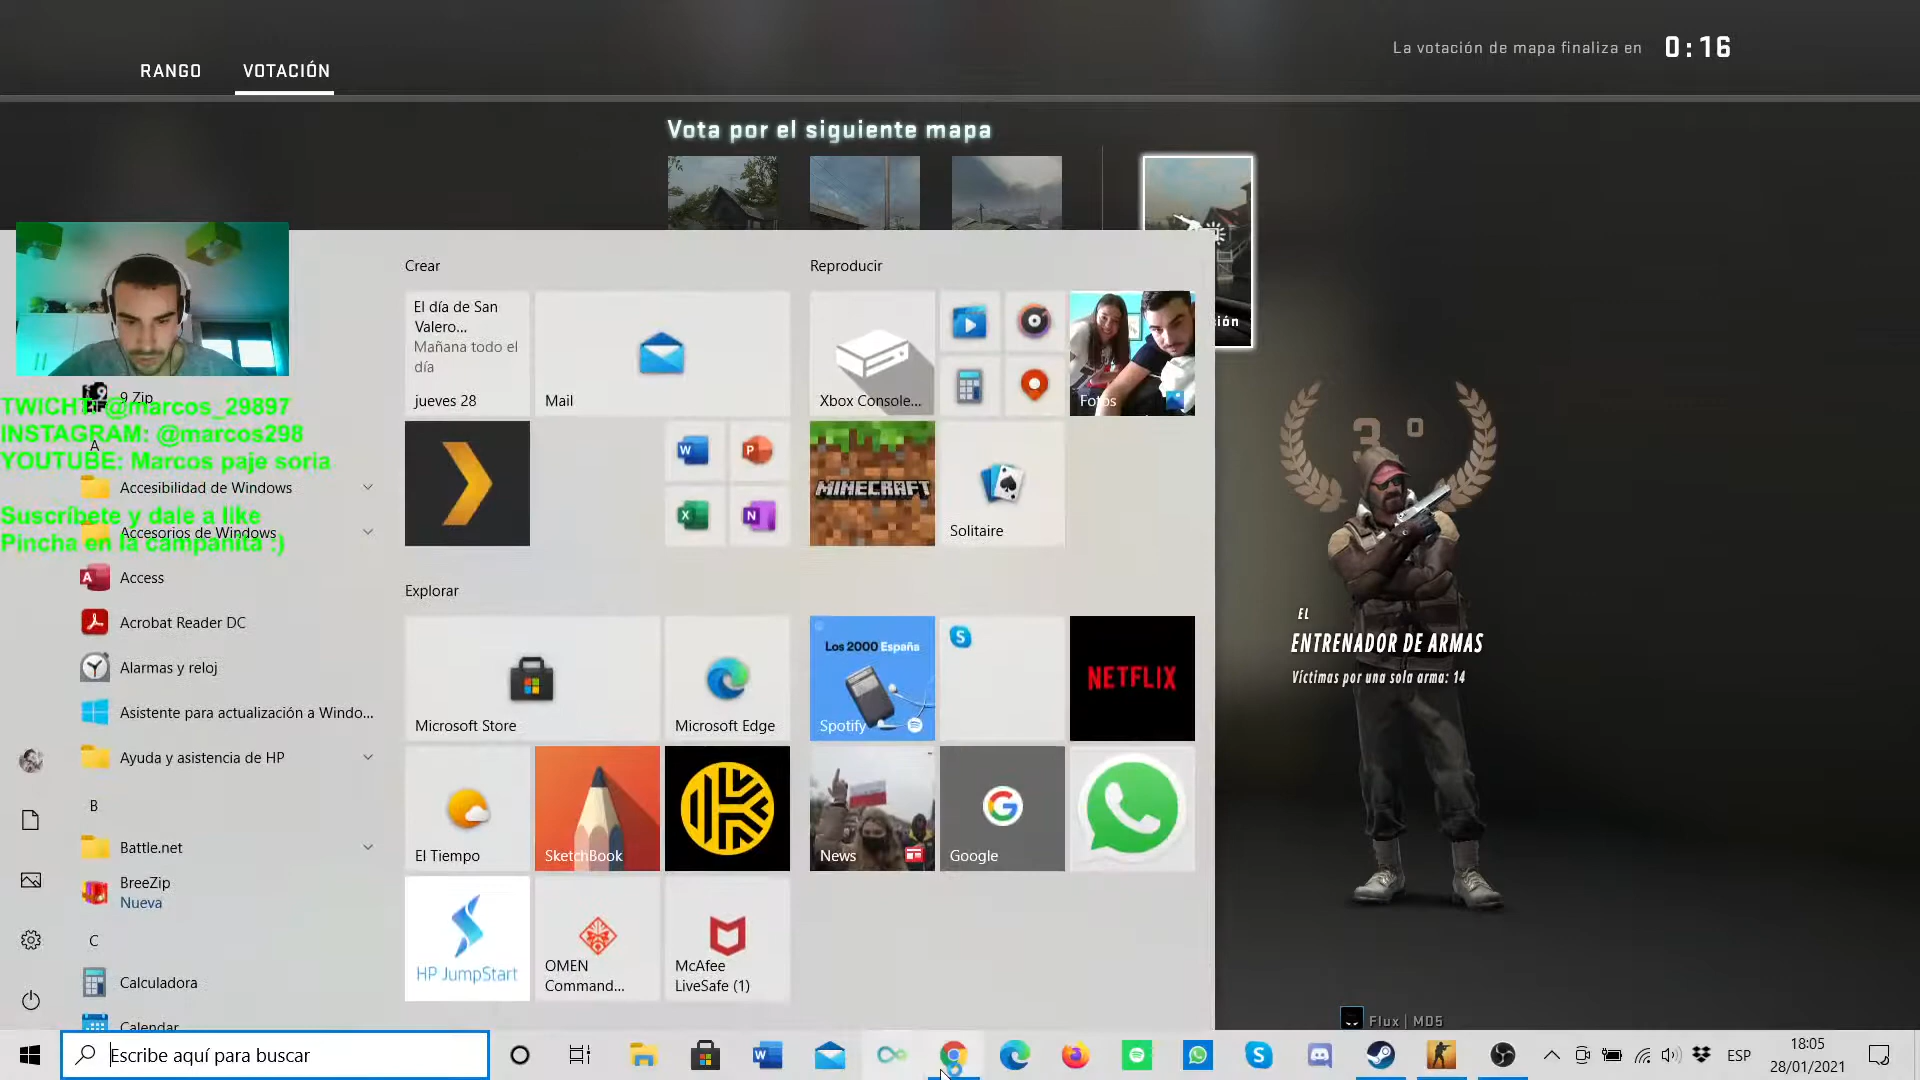 RANGO
VOTACIÓN
La votación de mapa finaliza en
0:16
Vota por el siguiente mapa
Crear
Reproducir
El día de San
Valero...
Mañana todo el
día
jueves 28
Mail
Xbox Console...
Fotos
9 Zip
TWICHT: @marcos_29897
INSTAGRAM: @marcos298
A
YOUTUBE: Marcos paje soria
Accesibilidad de Windows
Suscríbete y dale a like
Accesorios de Windows
Pincha en la campanita :)
MINECRAFT
Solitaire
3º
Access
Explorar
Acrobat Reader DC
EL
ENTRENADOR DE ARMAS
Víctimas por una sola arma: 14
Alarmas y reloj
Los 2000 España
NETFLIX
Asistente para actualización a Windo...
Microsoft Store
Microsoft Edge
Spotify
Ayuda y asistencia de HP
B
Battle.net
El Tiempo
SketchBook
News
Google
BreeZip
Nueva
C
HP JumpStart
OMEN
Command...
McAfee
LiveSafe (1)
Calculadora
Calendar
Flux | MD5
Escribe aquí para buscar
ESP
18:05
28/01/2021